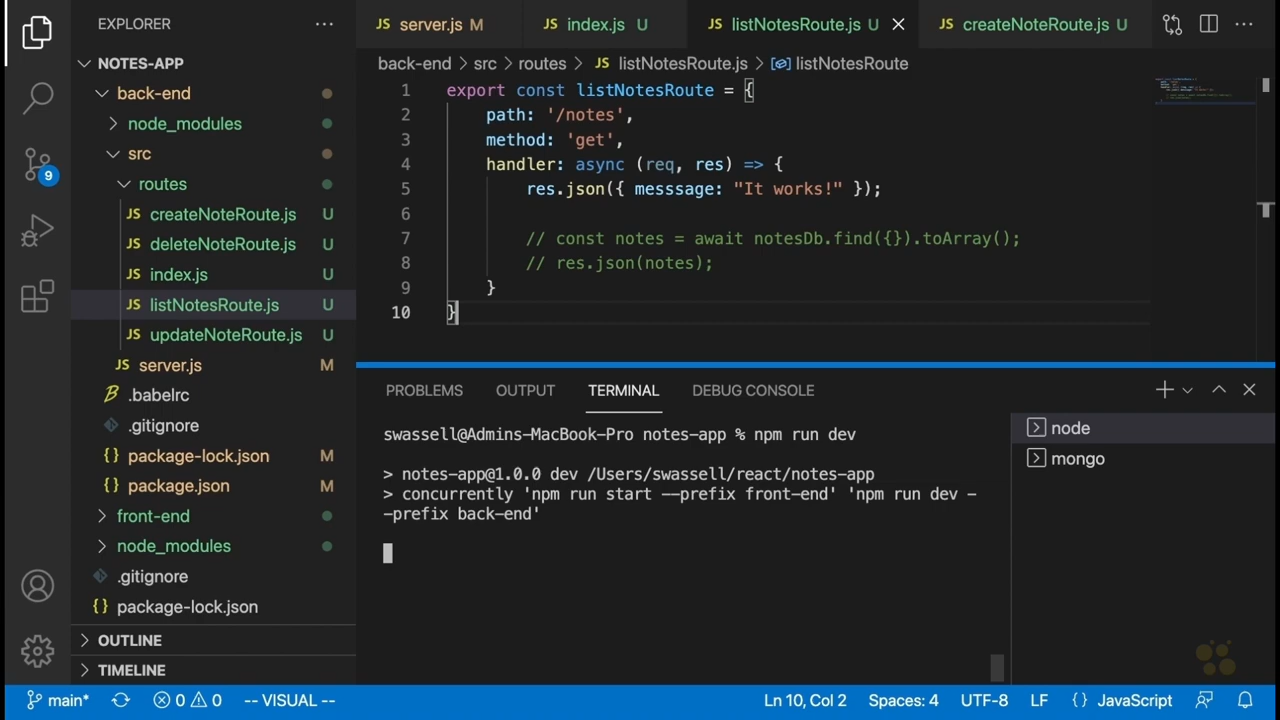 EXPLORER
NOTES-APP
back-end
node_modules
src
routes
JS createNoteRoute.js U
JS deleteNoteRoute.js U
JS index.js U
JS listNotesRoute.js U
JS updateNoteRoute.js U
JS server.js M
.babelrc
.gitignore
{} package-lock.json M
{} package.json M
front-end
node_modules
.gitignore
{} package-lock.json
OUTLINE
TIMELINE
9
JS server.js M JS index.js U JS listNotesRoute.js U JS createNoteRoute.js U
back-end > src > routes > JS listNotesRoute.js > listNotesRoute
1 export const listNotesRoute = {
2 path: '/notes',
3 method: 'get',
4 handler: async (req, res) => {
5 res.json({ messsage: "It works!" });
6
7 // const notes = await notesDb.find({}).toArray();
8 // res.json(notes);
9 }
10 }
PROBLEMS OUTPUT TERMINAL DEBUG CONSOLE
swassell@Admins-MacBook-Pro notes-app % npm run dev
> notes-app@1.0.0 dev /Users/swassell/react/notes-app
> concurrently 'npm run start --prefix front-end' 'npm run dev -
-prefix back-end'
node
mongo
main* 0 0 -- VISUAL -- Ln 10, Col 2 Spaces: 4 UTF-8 LF {} JavaScript